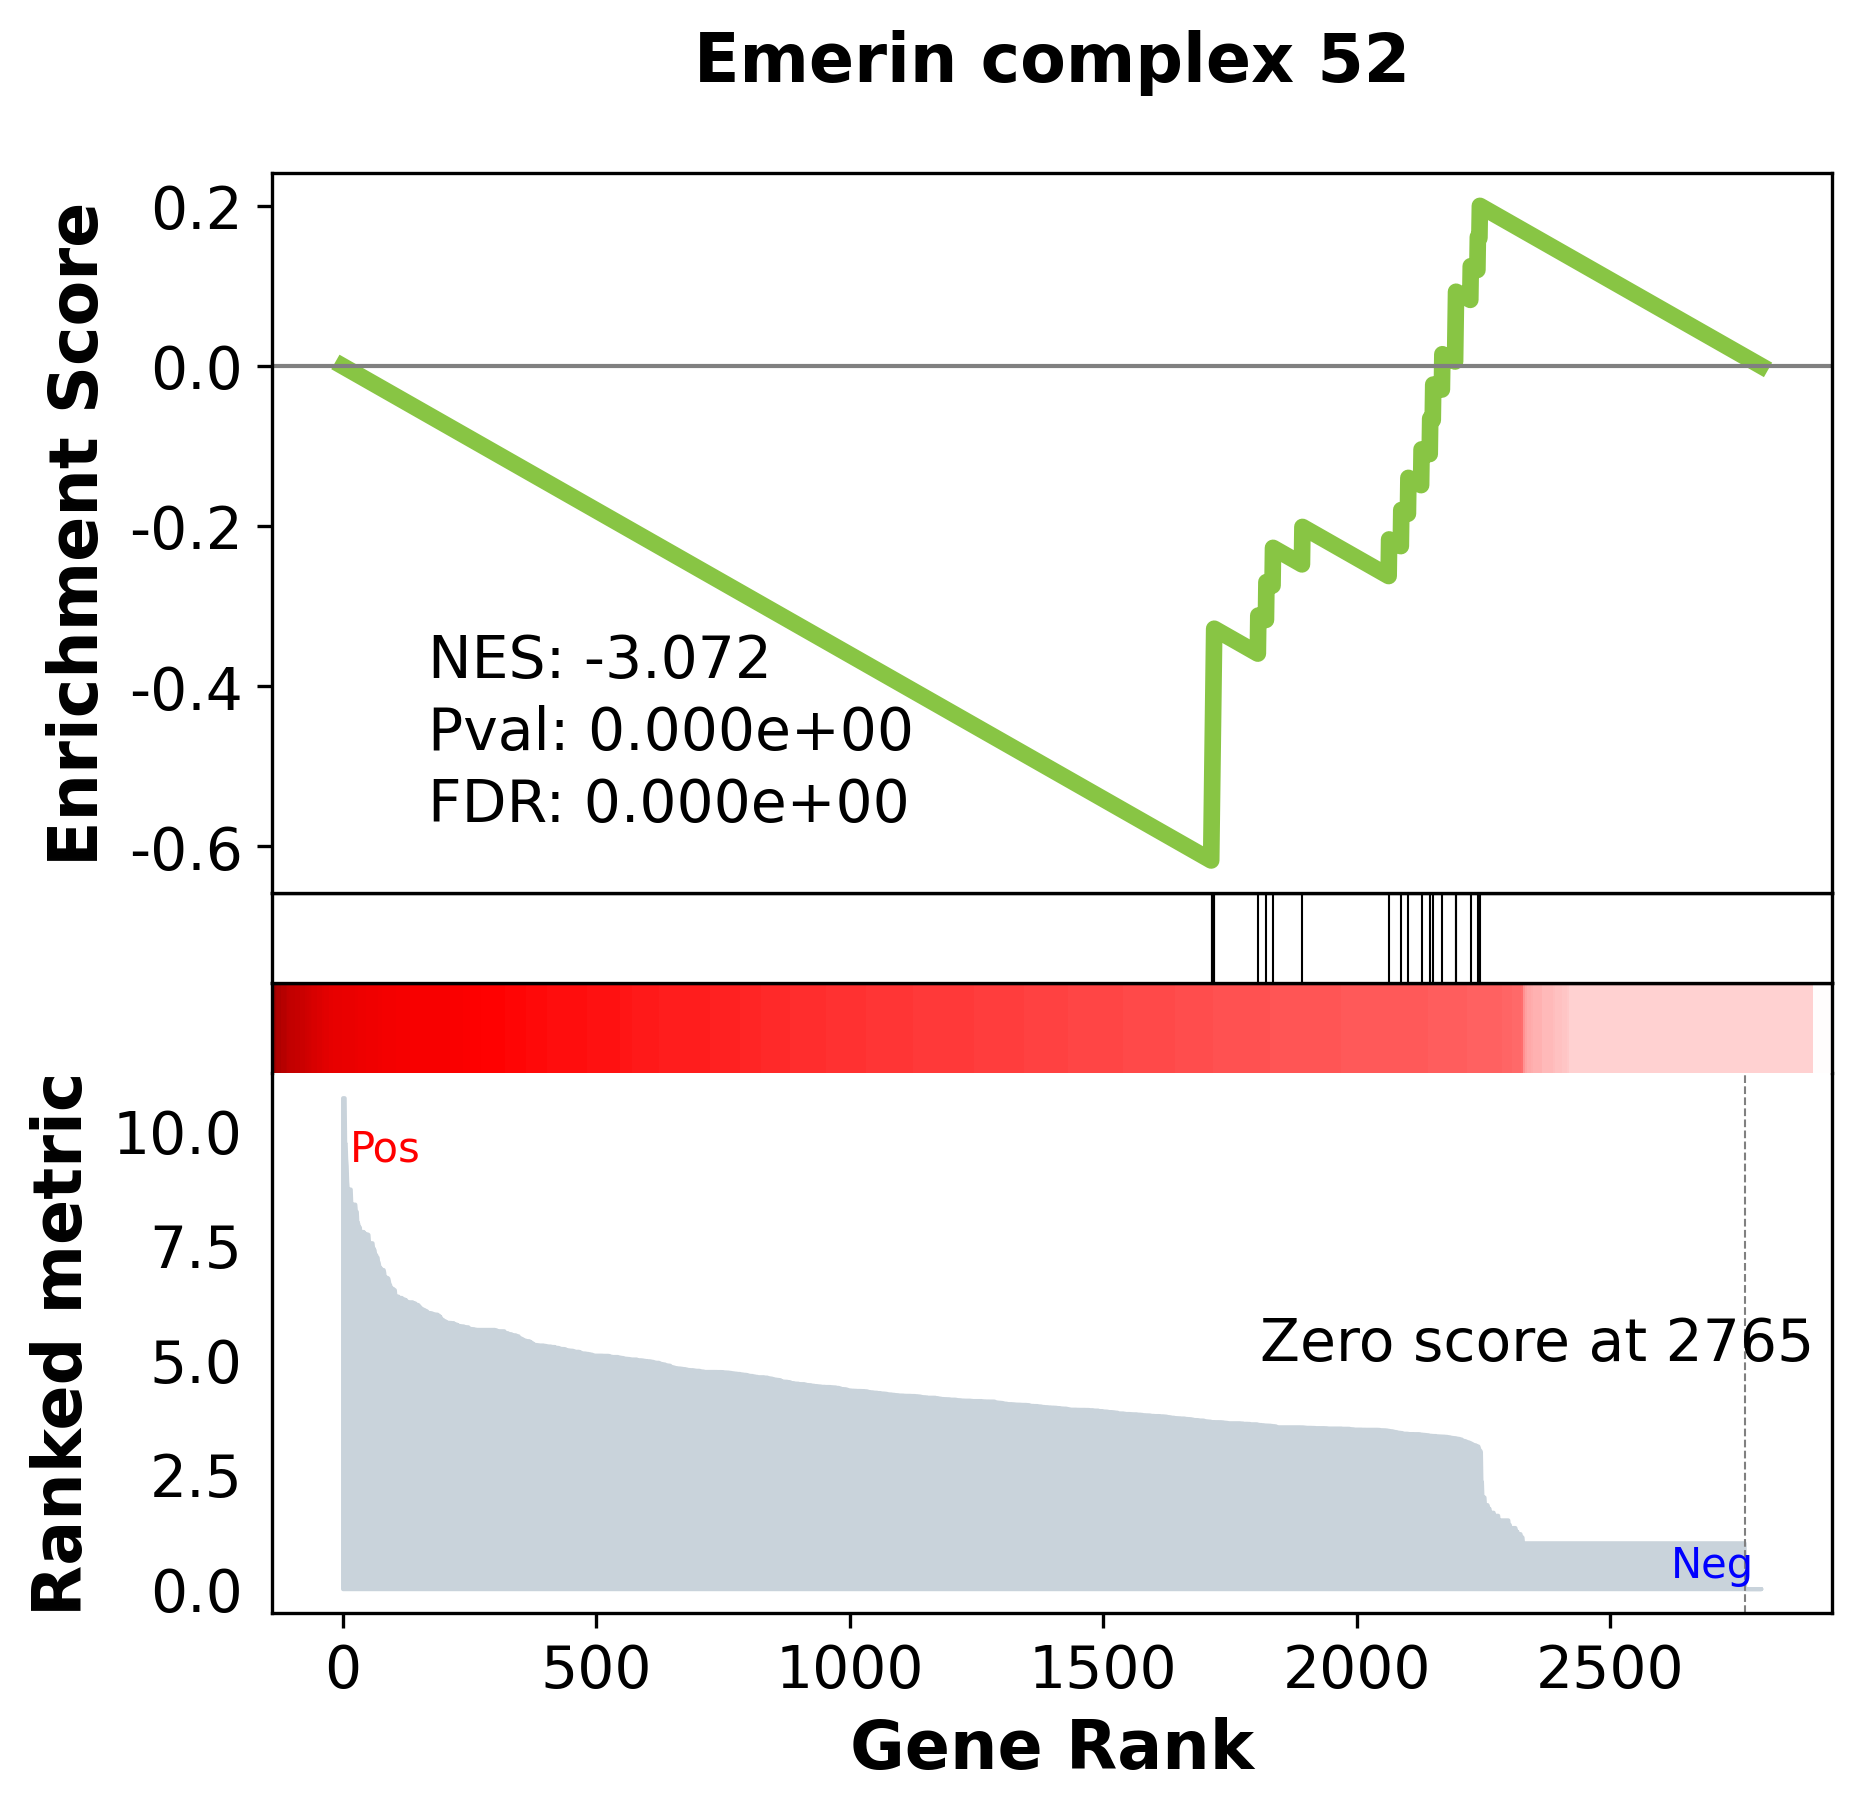 Emerin complex 52
Enrichment Score
0.2
0.0
-0.2
-0.4
-0.6
NES: -3.072
Pval: 0.000e+00
FDR: 0.000e+00
Ranked metric
10.0
7.5
5.0
2.5
0.0
Pos
Zero score at 2765
Neg
0 500 1000 1500 2000 2500
Gene Rank